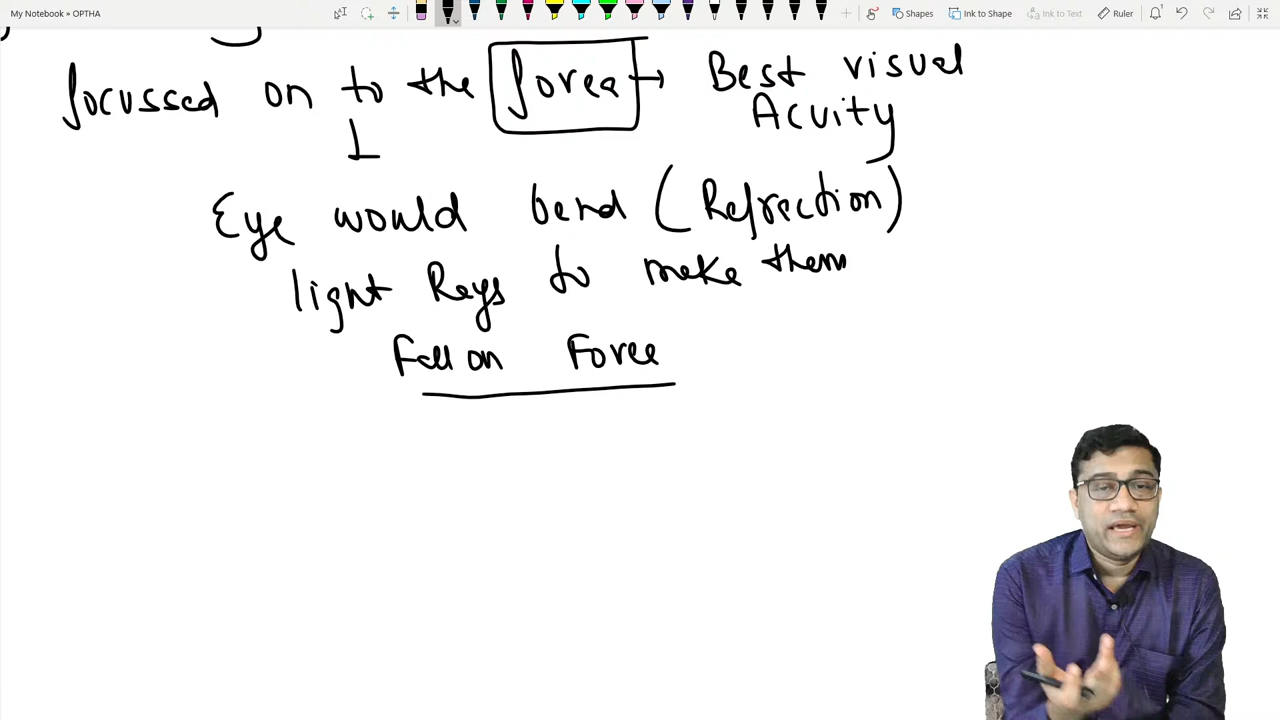 My Notebook » OPTHA
Shapes Ink to Shape Ink to Text Ruler
focussed on to the fovea → Best visual
Acuity
Eye would bend (Refraction)
light Rays to make them
Fall on Fovea